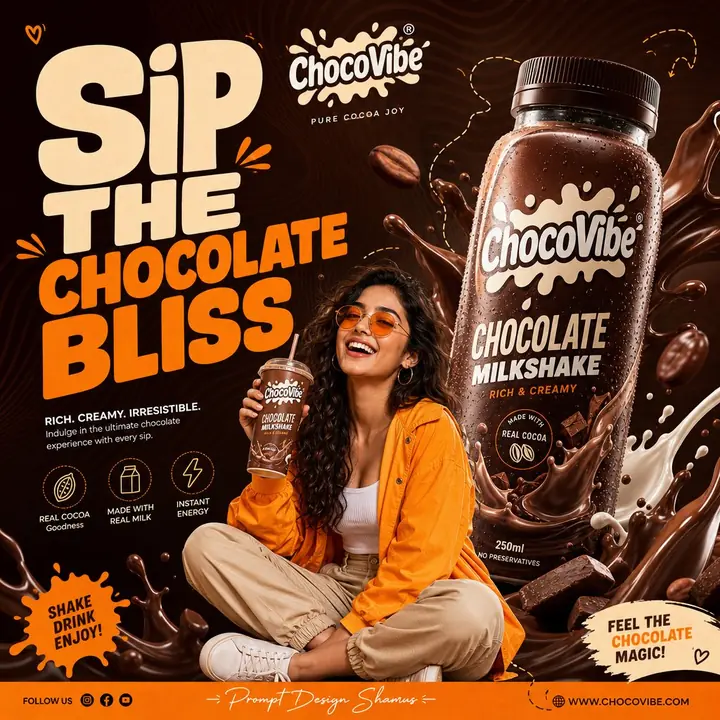 SiP
THE
CHOCOLATE
BLISS
ChocoVibe®
PURE COCOA JOY
RICH. CREAMY. IRRESISTIBLE.
Indulge in the ultimate chocolate
experience with every sip.
REAL COCOA
Goodness
MADE WITH
REAL MILK
INSTANT
ENERGY
SHAKE
DRINK
ENJOY!
ChocoVibe
CHOCOLATE
MILKSHAKE
RICH & CREAMY
ChocoVibe®
CHOCOLATE
MILKSHAKE
RICH & CREAMY
MADE WITH
REAL COCOA
250ml
NO PRESERVATIVES
FEEL THE
CHOCOLATE
MAGIC!
FOLLOW US
Prompt Design Shamus
WWW.CHOCOVIBE.COM